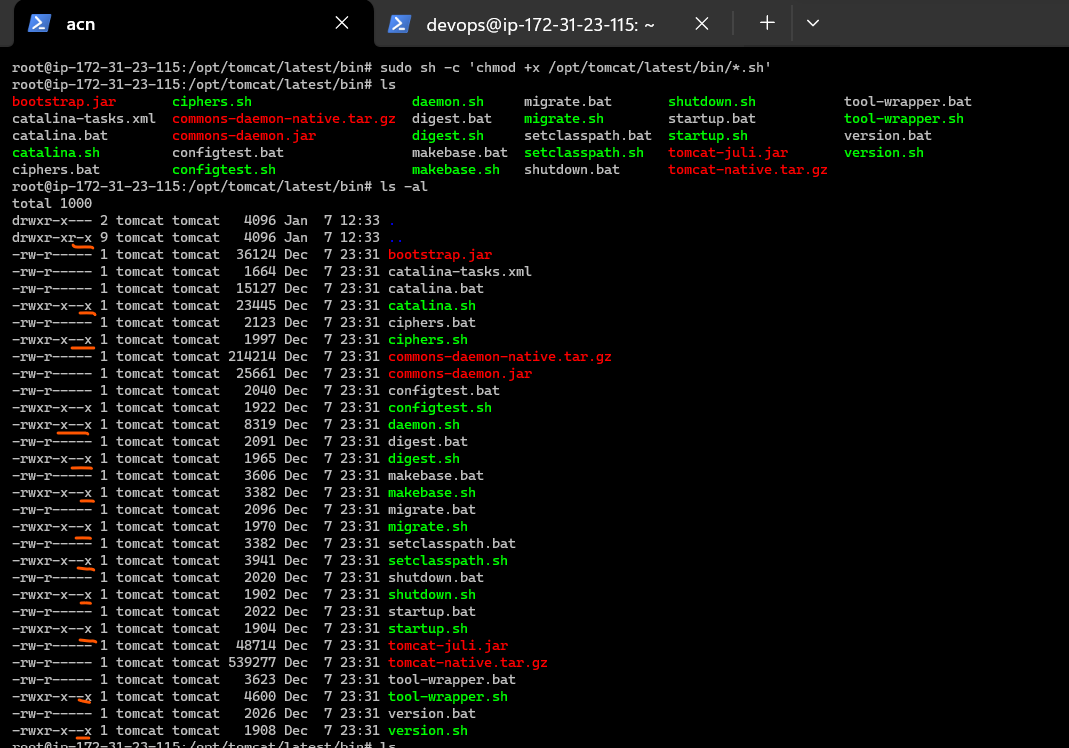 acn
devops@ip-172-31-23-115: ~
root@ip-172-31-23-115:/opt/tomcat/latest/bin# sudo sh -c 'chmod +x /opt/tomcat/latest/bin/*.sh'
root@ip-172-31-23-115:/opt/tomcat/latest/bin# ls
bootstrap.jar ciphers.sh daemon.sh migrate.bat shutdown.sh tool-wrapper.bat
catalina-tasks.xml commons-daemon-native.tar.gz digest.bat migrate.sh startup.bat tool-wrapper.sh
catalina.bat commons-daemon.jar digest.sh setclasspath.bat startup.sh version.bat
catalina.sh configtest.bat makebase.bat setclasspath.sh tomcat-juli.jar version.sh
ciphers.bat configtest.sh makebase.sh shutdown.bat tomcat-native.tar.gz
root@ip-172-31-23-115:/opt/tomcat/latest/bin# ls -al
total 1000
drwxr-x--- 2 tomcat tomcat 4096 Jan 7 12:33 .
drwxr-xr-x 9 tomcat tomcat 4096 Jan 7 12:33 ..
-rw-r----- 1 tomcat tomcat 36124 Dec 7 23:31 bootstrap.jar
-rw-r----- 1 tomcat tomcat 1664 Dec 7 23:31 catalina-tasks.xml
-rw-r----- 1 tomcat tomcat 15127 Dec 7 23:31 catalina.bat
-rwxr-x--x 1 tomcat tomcat 23445 Dec 7 23:31 catalina.sh
-rw-r----- 1 tomcat tomcat 2123 Dec 7 23:31 ciphers.bat
-rwxr-x--x 1 tomcat tomcat 1997 Dec 7 23:31 ciphers.sh
-rw-r----- 1 tomcat tomcat 214214 Dec 7 23:31 commons-daemon-native.tar.gz
-rw-r----- 1 tomcat tomcat 25661 Dec 7 23:31 commons-daemon.jar
-rw-r----- 1 tomcat tomcat 2040 Dec 7 23:31 configtest.bat
-rwxr-x--x 1 tomcat tomcat 1922 Dec 7 23:31 configtest.sh
-rwxr-x--x 1 tomcat tomcat 8319 Dec 7 23:31 daemon.sh
-rw-r----- 1 tomcat tomcat 2091 Dec 7 23:31 digest.bat
-rwxr-x--x 1 tomcat tomcat 1965 Dec 7 23:31 digest.sh
-rw-r----- 1 tomcat tomcat 3606 Dec 7 23:31 makebase.bat
-rwxr-x--x 1 tomcat tomcat 3382 Dec 7 23:31 makebase.sh
-rw-r----- 1 tomcat tomcat 2096 Dec 7 23:31 migrate.bat
-rwxr-x--x 1 tomcat tomcat 1970 Dec 7 23:31 migrate.sh
-rw-r----- 1 tomcat tomcat 3382 Dec 7 23:31 setclasspath.bat
-rwxr-x--x 1 tomcat tomcat 3941 Dec 7 23:31 setclasspath.sh
-rw-r----- 1 tomcat tomcat 2020 Dec 7 23:31 shutdown.bat
-rwxr-x--x 1 tomcat tomcat 1902 Dec 7 23:31 shutdown.sh
-rw-r----- 1 tomcat tomcat 2022 Dec 7 23:31 startup.bat
-rwxr-x--x 1 tomcat tomcat 1904 Dec 7 23:31 startup.sh
-rw-r----- 1 tomcat tomcat 48714 Dec 7 23:31 tomcat-juli.jar
-rw-r----- 1 tomcat tomcat 539277 Dec 7 23:31 tomcat-native.tar.gz
-rw-r----- 1 tomcat tomcat 3623 Dec 7 23:31 tool-wrapper.bat
-rwxr-x--x 1 tomcat tomcat 4600 Dec 7 23:31 tool-wrapper.sh
-rw-r----- 1 tomcat tomcat 2026 Dec 7 23:31 version.bat
-rwxr-x--x 1 tomcat tomcat 1908 Dec 7 23:31 version.sh
root@ip-172-31-23-115:/opt/tomcat/latest/bin# ls